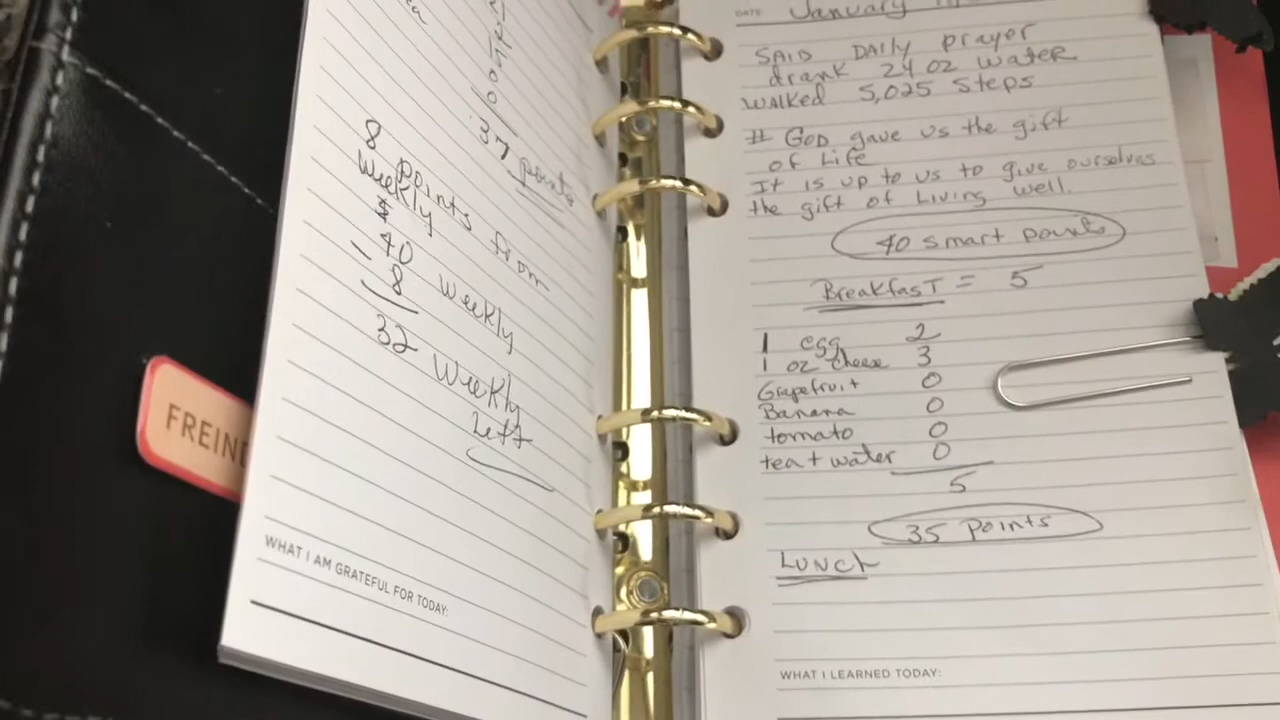 37 points
8 points from
weekly
40 weekly
- 8
32 weekly
left
WHAT I AM GRATEFUL FOR TODAY:
FREIN
DATE: January
SAID DAILY prayer
drank 24 oz water
walked 5,025 steps
# GOD gave us the gift
of Life
It is up to us to give ourselves
the gift of Living well.
40 smart points
Breakfast = 5
1 egg 2
1 oz cheese 3
Grapefruit 0
Banana 0
tomato 0
tea + water 0
5
35 points
Lunch
WHAT I LEARNED TODAY: